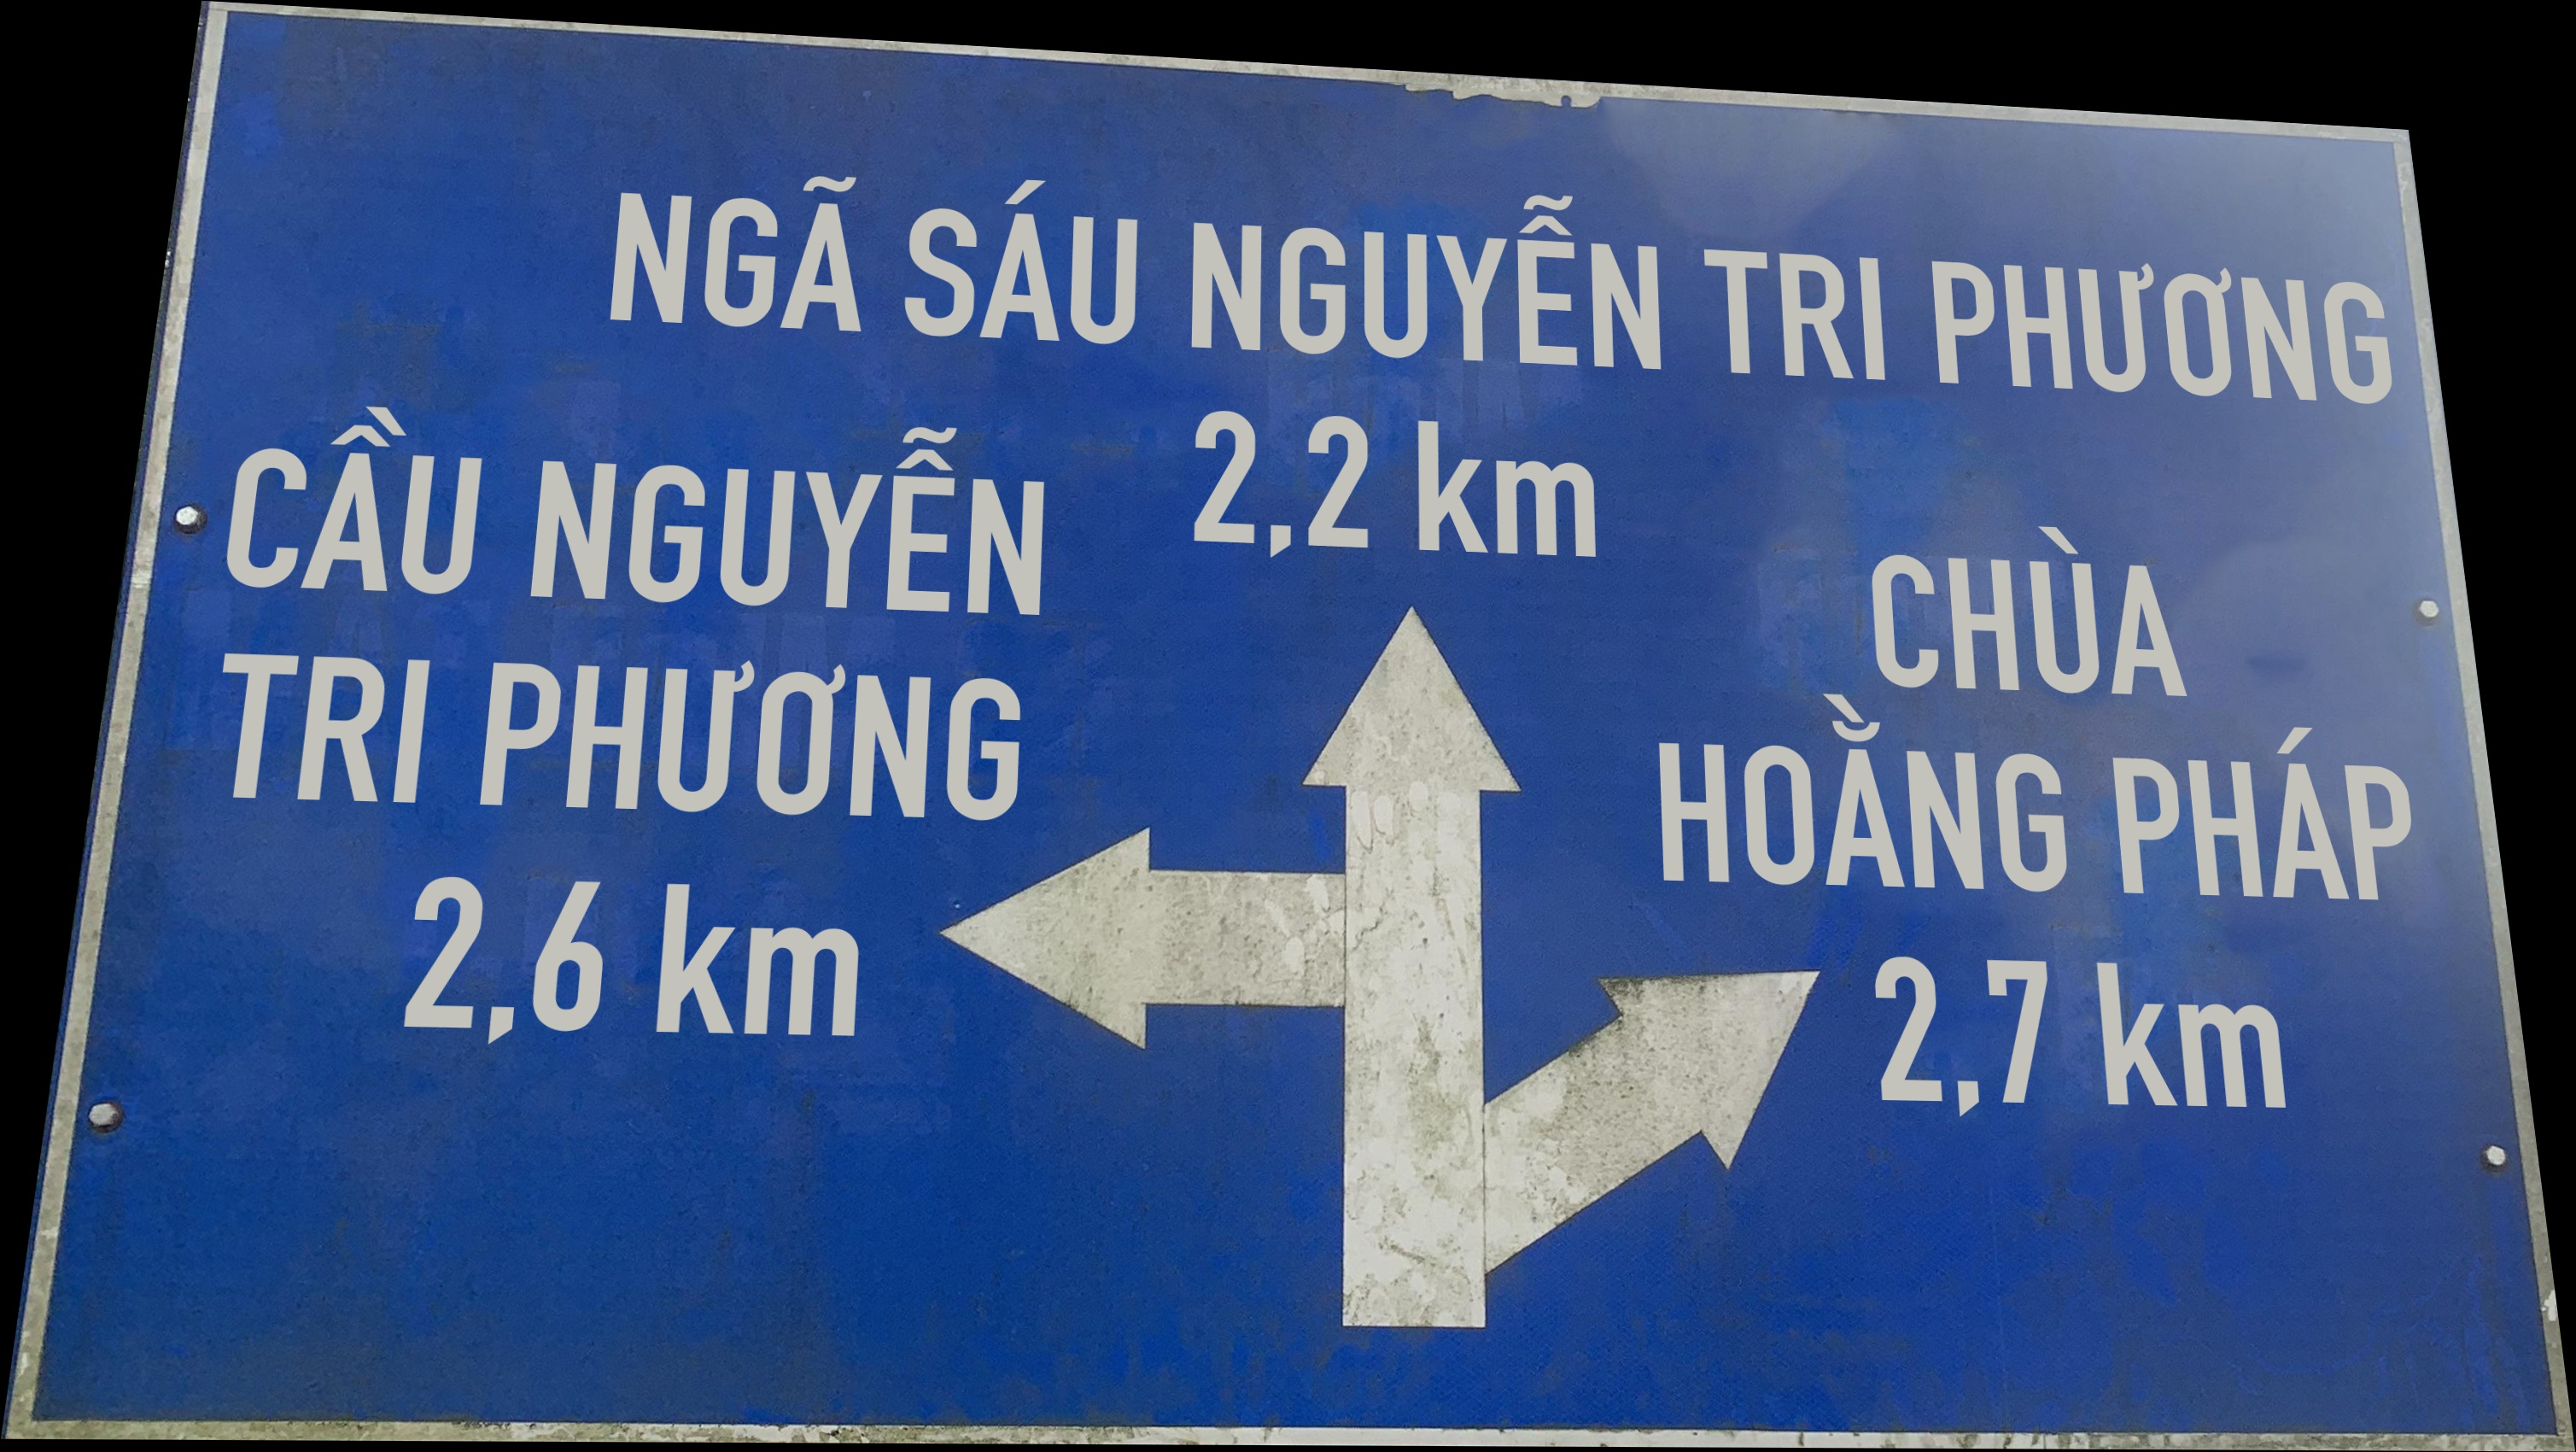 NGÃ SÁU NGUYỄN TRI PHƯƠNG
2,2 km
CẦU NGUYỄN
TRI PHƯƠNG
2,6 km
CHÙA
HOẰNG PHÁP
2,7 km